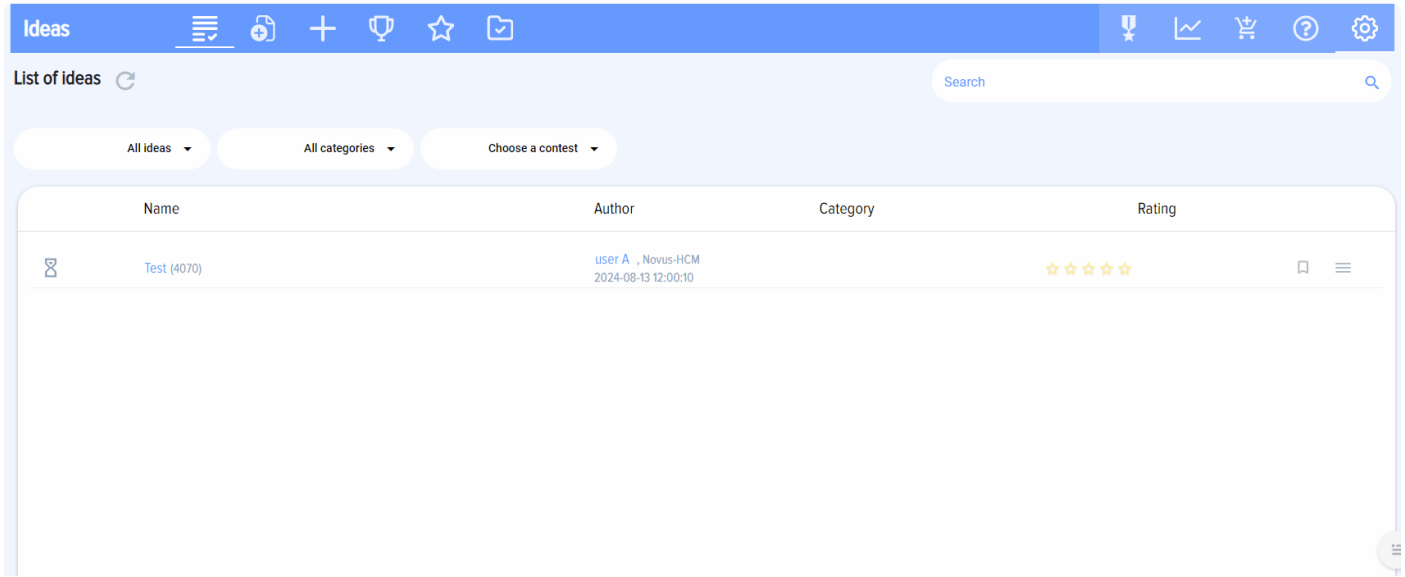 Ideas
List of ideas
Search
All ideas
All categories
Choose a contest
Name Author Category Rating
Test (4070)
user A , Novus-HCM
2024-08-13 12:00:10